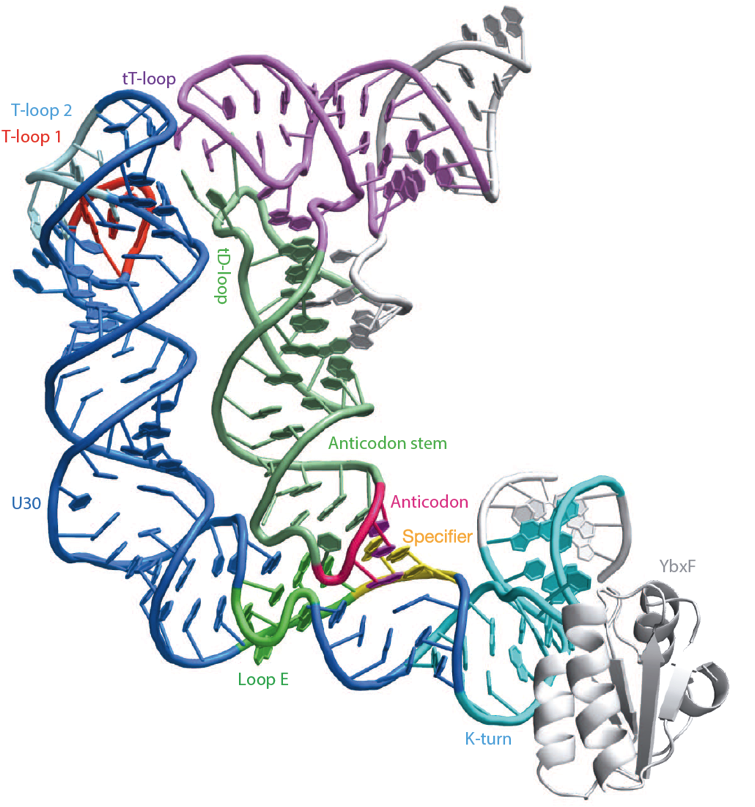 tT-loop
T-loop 2
T-loop 1
tD-loop
Anticodon stem
U30
Anticodon
Specifier
YbxF
Loop E
K-turn